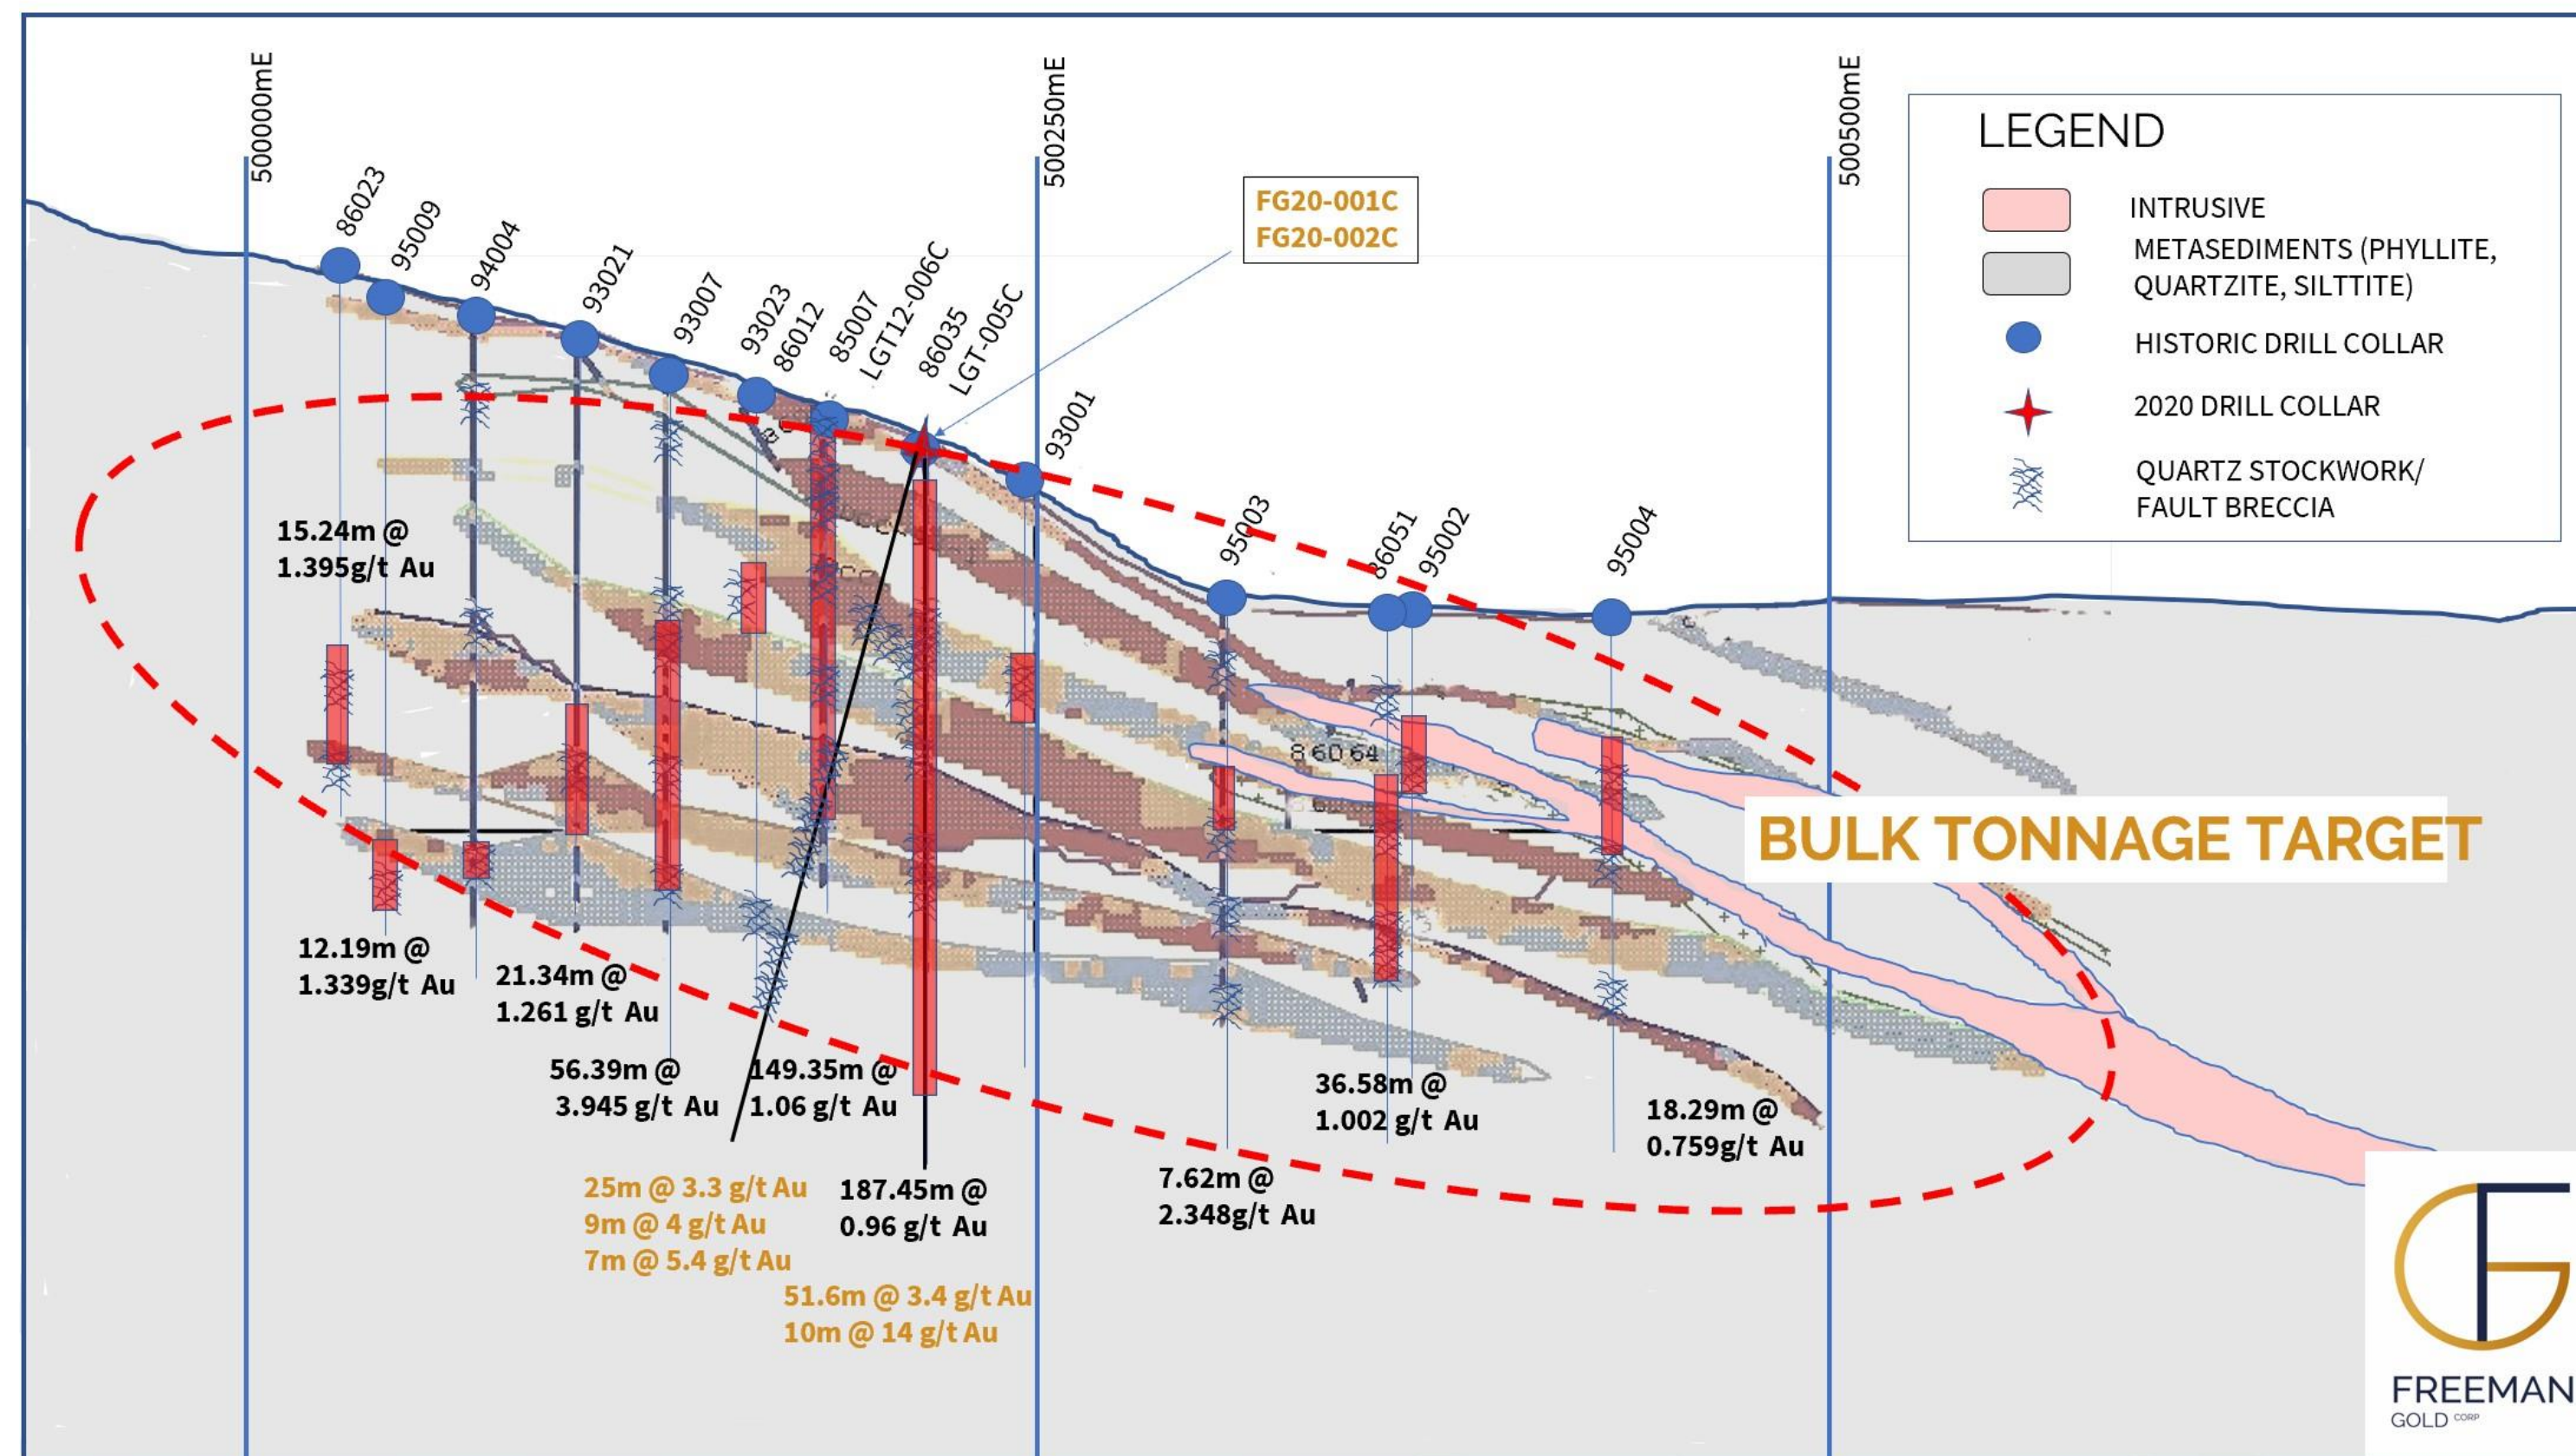 500000mE
500250mE
500500mE
86023
95009
94004
93021
93007
93023
86012
85007
LGT12-006C
86035
LGT-005C
93001
95003
86051
95002
95004
FG20-001C
FG20-002C
LEGEND
INTRUSIVE
METASEDIMENTS (PHYLLITE,
QUARTZITE, SILTTITE)
HISTORIC DRILL COLLAR
2020 DRILL COLLAR
QUARTZ STOCKWORK/
FAULT BRECCIA
15.24m @
1.395g/t Au
8 60 64
BULK TONNAGE TARGET
12.19m @
1.339g/t Au
21.34m @
1.261 g/t Au
56.39m @
3.945 g/t Au
149.35m @
1.06 g/t Au
36.58m @
1.002 g/t Au
18.29m @
0.759g/t Au
25m @ 3.3 g/t Au
9m @ 4 g/t Au
7m @ 5.4 g/t Au
187.45m @
0.96 g/t Au
7.62m @
2.348g/t Au
51.6m @ 3.4 g/t Au
10m @ 14 g/t Au
FREEMAN
GOLD CORP